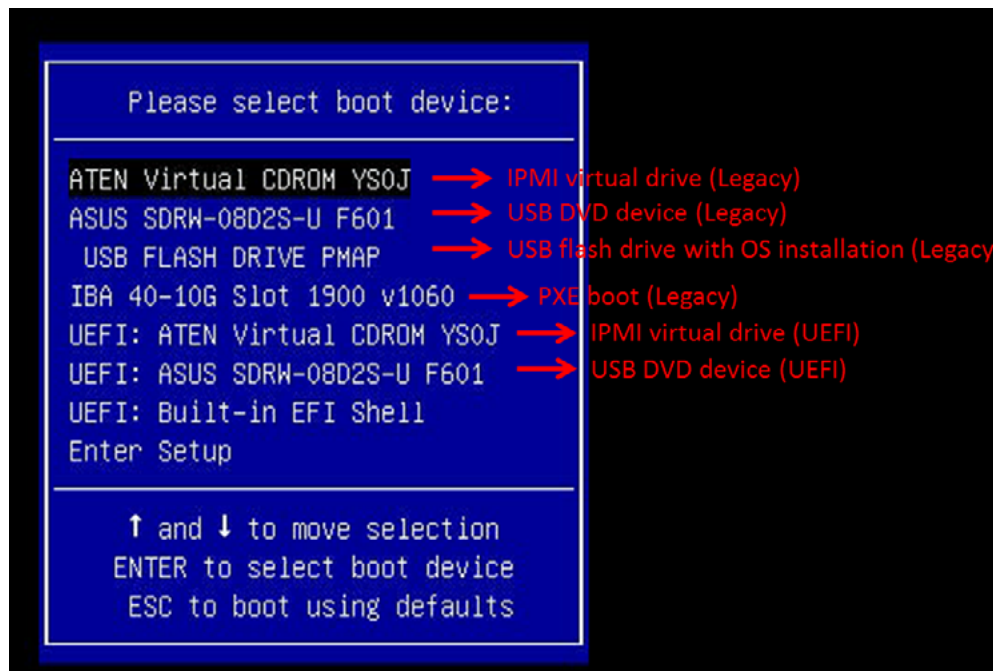 Please select boot device:
ATEN Virtual CDROM YS0J → IPMI virtual drive (Legacy)
ASUS SDRW-08D2S-U F601 → USB DVD device (Legacy)
USB FLASH DRIVE PMAP → USB flash drive with OS installation (Legacy
IBA 40-10G Slot 1900 v1060 → PXE boot (Legacy)
UEFI: ATEN Virtual CDROM YS0J → IPMI virtual drive (UEFI)
UEFI: ASUS SDRW-08D2S-U F601 → USB DVD device (UEFI)
UEFI: Built-in EFI Shell
Enter Setup
↑ and ↓ to move selection
ENTER to select boot device
ESC to boot using defaults